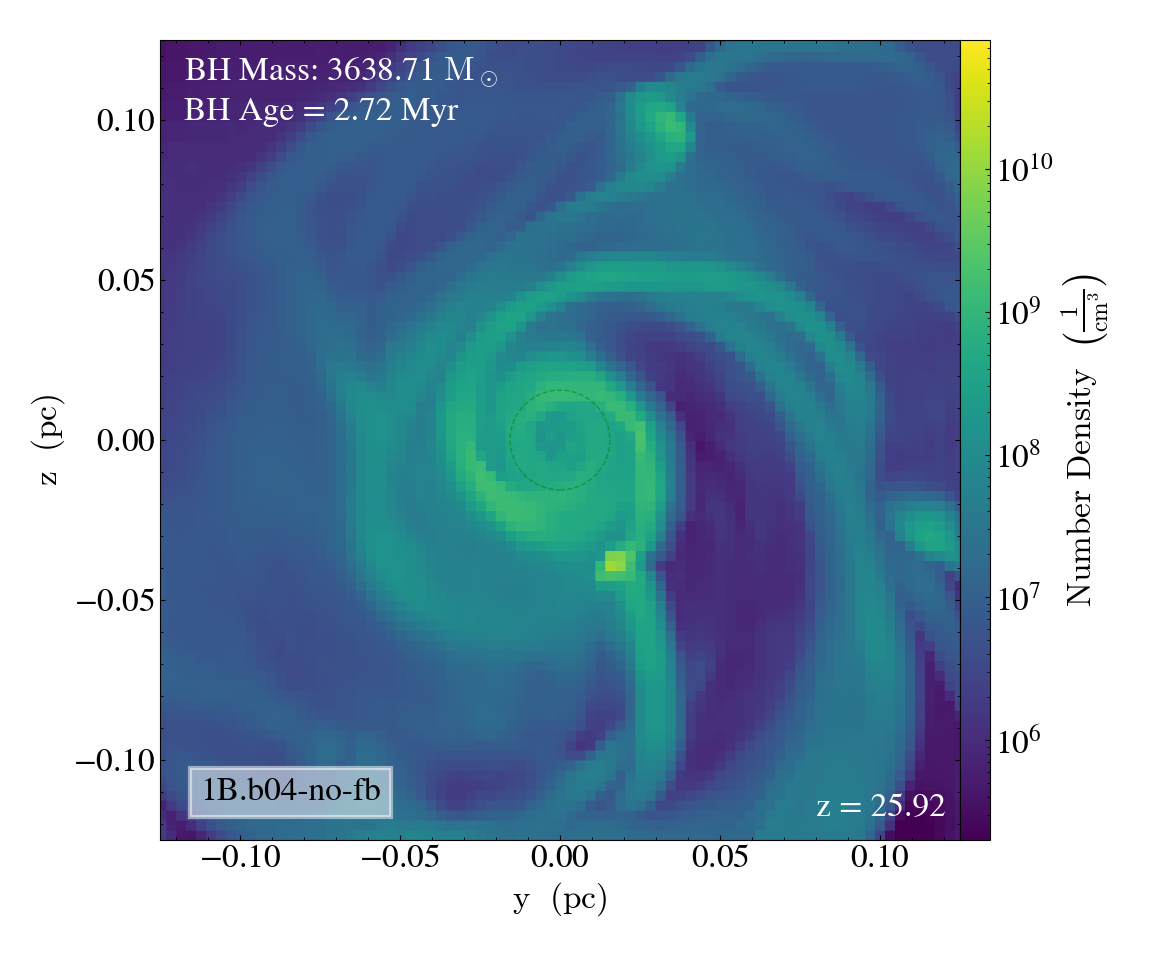 BH Mass: 3638.71 M⊙
BH Age = 2.72 Myr
1B.b04-no-fb
z = 25.92
0.10
0.05
0.00
−0.05
−0.10
z (pc)
−0.10 −0.05 0.00 0.05 0.10
y (pc)
10¹⁰
10⁹
10⁸
10⁷
10⁶
Number Density (1/cm³)